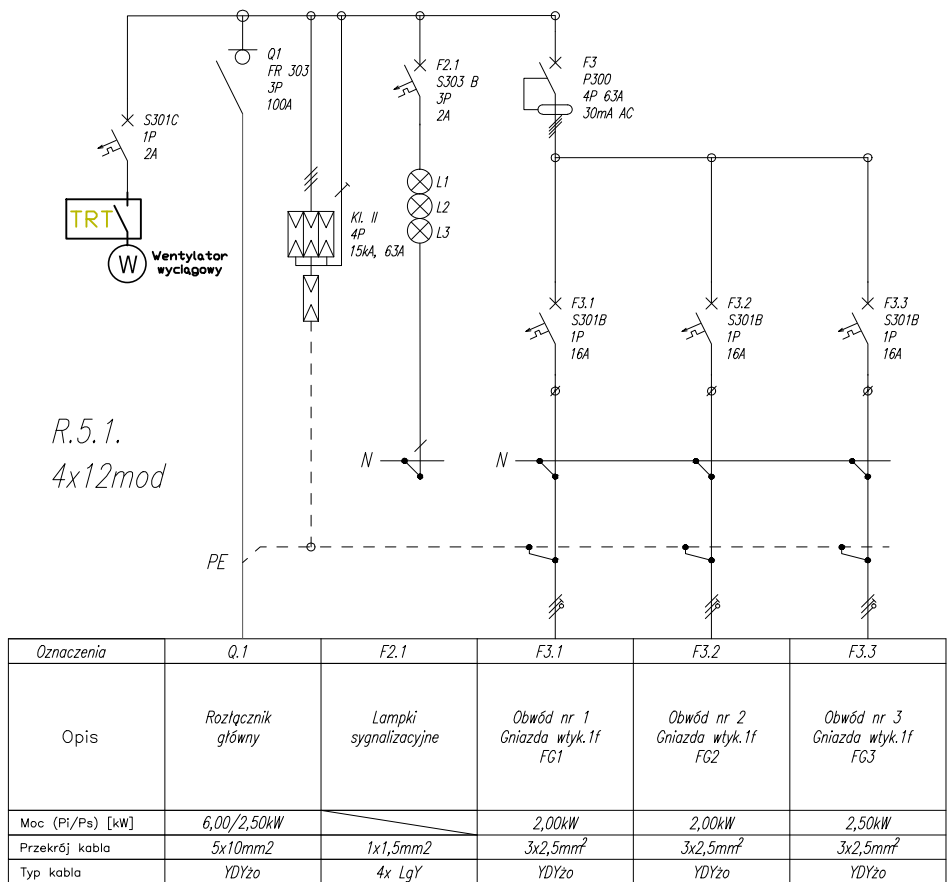 Q1
FR 303
3P
100A
F2.1
S303 B
3P
2A
F3
P300
4P 63A
30mA AC
S301C
1P
2A
TRT
W
Wentylator
wyciągowy
L1
L2
L3
Kl. II
4P
15kA, 63A
F3.1
S301B
1P
16A
F3.2
S301B
1P
16A
F3.3
S301B
1P
16A
R.5.1.
4x12mod
N
N
PE
Oznaczenia Q.1 F2.1 F3.1 F3.2 F3.3
Opis
Rozłącznik
główny
Lampki
sygnalizacyjne
Obwód nr 1
Gniazda wtyk.1f
FG1
Obwód nr 2
Gniazda wtyk.1f
FG2
Obwód nr 3
Gniazda wtyk.1f
FG3
Moc (Pi/Ps) [kW] 6,00/2,50kW 2,00kW 2,00kW 2,50kW
Przekrój kabla 5x10mm2 1x1,5mm2 3x2,5mm² 3x2,5mm² 3x2,5mm²
Typ kabla YDYżo 4x LgY YDYżo YDYżo YDYżo